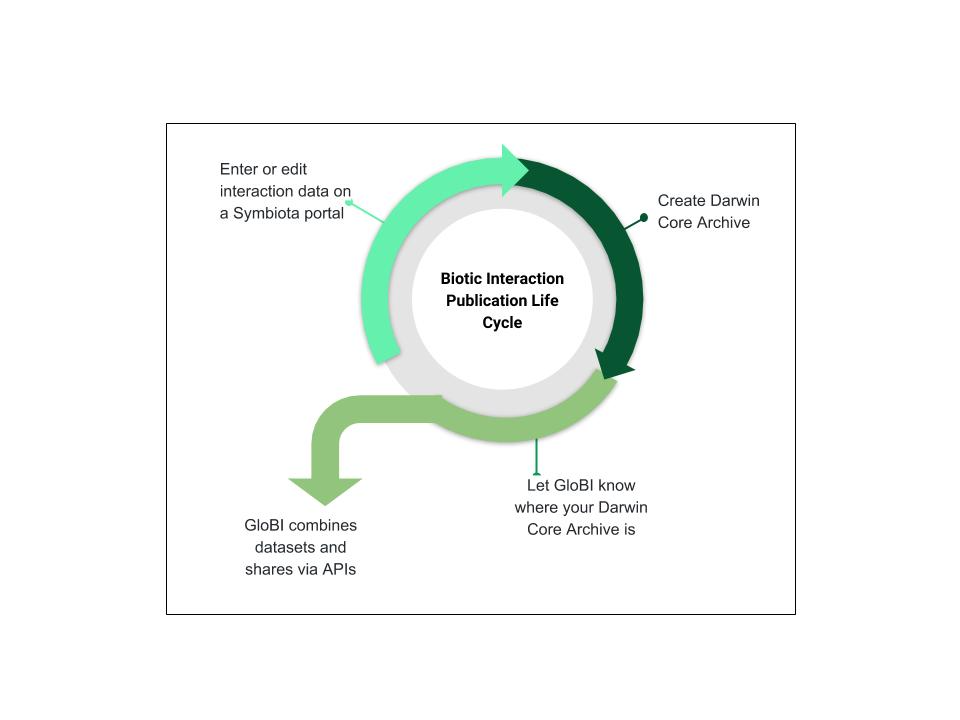 Enter or edit
interaction data on
a Symbiota portal
Create Darwin
Core Archive
Biotic Interaction
Publication Life
Cycle
Let GloBI know
where your Darwin
Core Archive is
GloBI combines
datasets and
shares via APIs